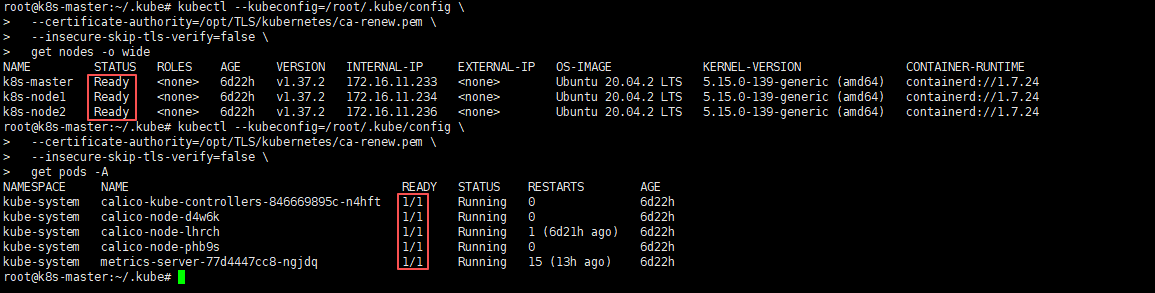 root@k8s-master:~/.kube# kubectl --kubeconfig=/root/.kube/config \
>   --certificate-authority=/opt/TLS/kubernetes/ca-renew.pem \
>   --insecure-skip-tls-verify=false \
>   get nodes -o wide
NAME         STATUS   ROLES    AGE     VERSION   INTERNAL-IP     EXTERNAL-IP   OS-IMAGE             KERNEL-VERSION              CONTAINER-RUNTIME
k8s-master   Ready    <none>   6d22h   v1.37.2   172.16.11.233   <none>        Ubuntu 20.04.2 LTS   5.15.0-139-generic (amd64)   containerd://1.7.24
k8s-node1    Ready    <none>   6d22h   v1.37.2   172.16.11.234   <none>        Ubuntu 20.04.2 LTS   5.15.0-139-generic (amd64)   containerd://1.7.24
k8s-node2    Ready    <none>   6d22h   v1.37.2   172.16.11.236   <none>        Ubuntu 20.04.2 LTS   5.15.0-139-generic (amd64)   containerd://1.7.24
root@k8s-master:~/.kube# kubectl --kubeconfig=/root/.kube/config \
>   --certificate-authority=/opt/TLS/kubernetes/ca-renew.pem \
>   --insecure-skip-tls-verify=false \
>   get pods -A
NAMESPACE     NAME                                       READY   STATUS    RESTARTS       AGE
kube-system   calico-kube-controllers-846669895c-n4hft   1/1     Running   0              6d22h
kube-system   calico-node-d4w6k                          1/1     Running   0              6d22h
kube-system   calico-node-lhrch                          1/1     Running   1 (6d21h ago)  6d22h
kube-system   calico-node-phb9s                          1/1     Running   0              6d22h
kube-system   metrics-server-77d4447cc8-ngjdq            1/1     Running   15 (13h ago)   6d22h
root@k8s-master:~/.kube#